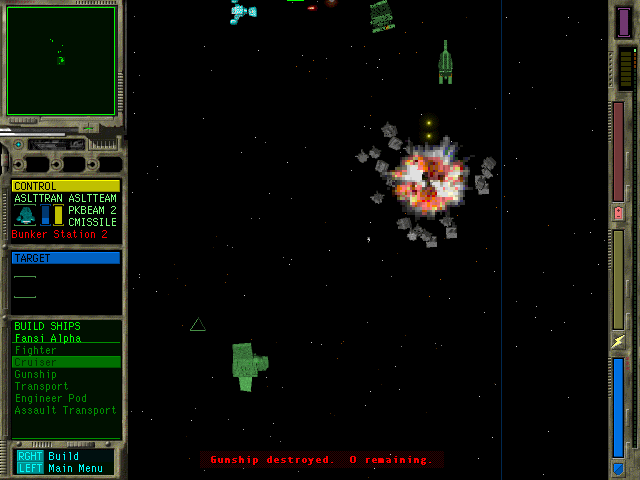 CONTROL
ASLTTRAN ASLTTEAM
PKBEAM 2
CMISSILE
Bunker Station 2
TARGET
BUILD SHIPS
Fansi Alpha
Fighter
Cruiser
Gunship
Transport
Engineer Pod
Assault Transport
RGHT Build
LEFT Main Menu
Gunship destroyed. 0 remaining.